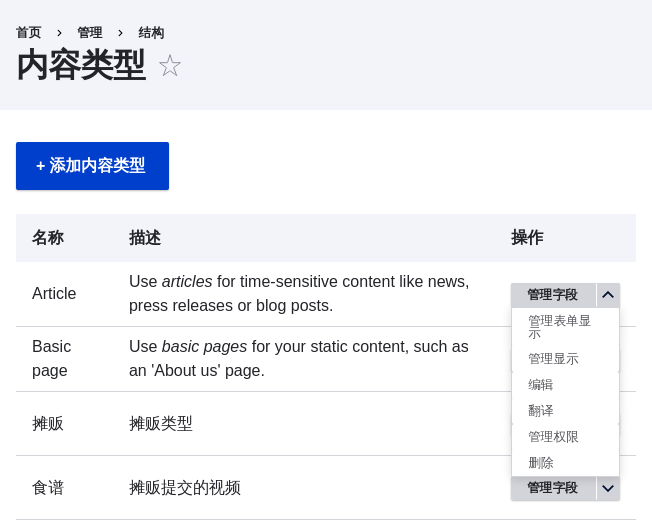 首页 › 管理 › 结构
内容类型
+ 添加内容类型
名称 描述 操作
Article
Use articles for time-sensitive content like news,
press releases or blog posts.
管理字段
管理表单显
示
管理显示
编辑
翻译
管理权限
删除
Basic
page
Use basic pages for your static content, such as
an 'About us' page.
摊贩 摊贩类型
食谱 摊贩提交的视频 管理字段